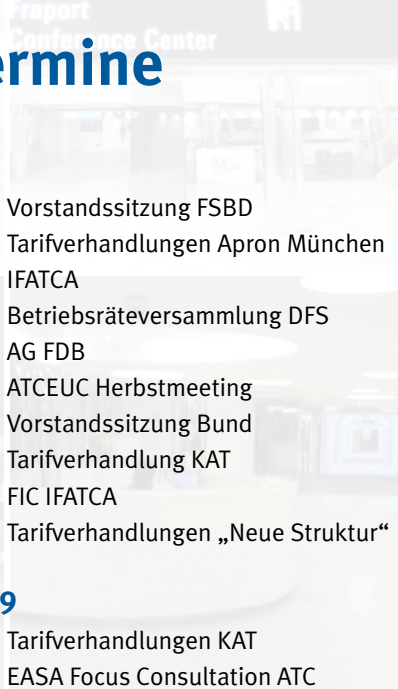 Fraport
Conference Center
ermine
Vorstandssitzung FSBD
Tarifverhandlungen Apron München
IFATCA
Betriebsräteversammlung DFS
AG FDB
ATCEUC Herbstmeeting
Vorstandssitzung Bund
Tarifverhandlung KAT
FIC IFATCA
Tarifverhandlungen „Neue Struktur“
9
Tarifverhandlungen KAT
EASA Focus Consultation ATC